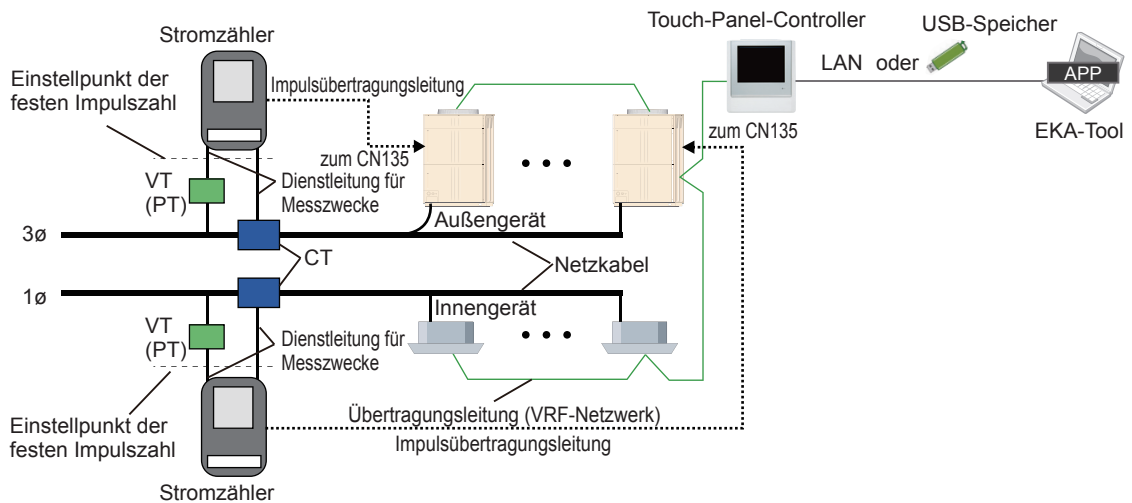 Touch-Panel-Controller
USB-Speicher
Stromzähler
LAN oder
APP
EKA-Tool
Einstellpunkt der
festen Impulszahl
Impulsübertragungsleitung
zum CN135
zum CN135
VT
(PT)
Dienstleitung für
Messzwecke
Außengerät
3ø
CT
Netzkabel
1ø
Innengerät
VT
(PT)
Dienstleitung für
Messzwecke
Einstellpunkt der
festen Impulszahl
Übertragungsleitung (VRF-Netzwerk)
Impulsübertragungsleitung
Stromzähler